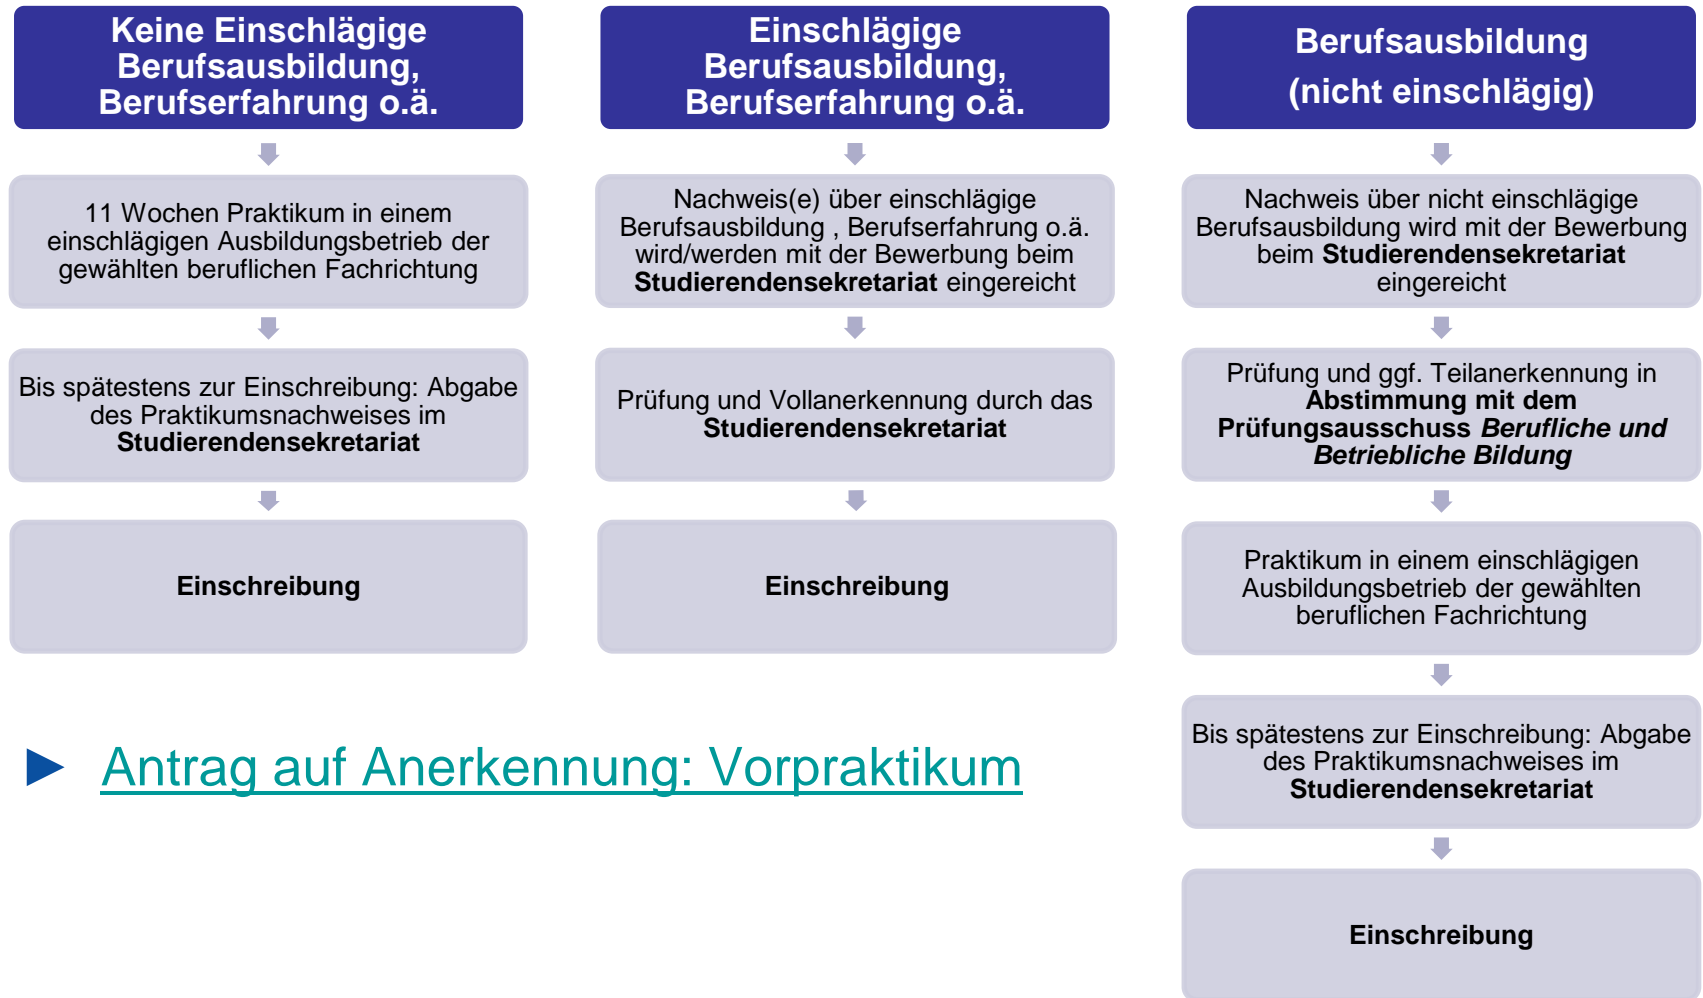 Keine Einschlägige
Berufsausbildung,
Berufserfahrung o.ä.
11 Wochen Praktikum in einem
einschlägigen Ausbildungsbetrieb der
gewählten beruflichen Fachrichtung
Bis spätestens zur Einschreibung: Abgabe
des Praktikumsnachweises im
Studierendensekretariat
Einschreibung
Einschlägige
Berufsausbildung,
Berufserfahrung o.ä.
Nachweis(e) über einschlägige
Berufsausbildung , Berufserfahrung o.ä.
wird/werden mit der Bewerbung beim
Studierendensekretariat eingereicht
Prüfung und Vollanerkennung durch das
Studierendensekretariat
Einschreibung
Berufsausbildung
(nicht einschlägig)
Nachweis über nicht einschlägige
Berufsausbildung wird mit der Bewerbung
beim Studierendensekretariat
eingereicht
Prüfung und ggf. Teilanerkennung in
Abstimmung mit dem
Prüfungsausschuss Berufliche und
Betriebliche Bildung
Praktikum in einem einschlägigen
Ausbildungsbetrieb der gewählten
beruflichen Fachrichtung
Bis spätestens zur Einschreibung: Abgabe
des Praktikumsnachweises im
Studierendensekretariat
Einschreibung
► Antrag auf Anerkennung: Vorpraktikum